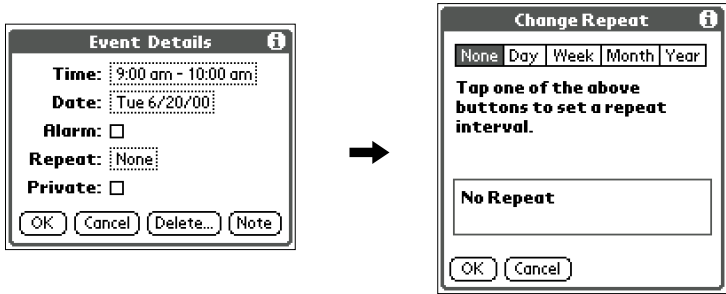 Event Details
Time: 9:00 am - 10:00 am
Date: Tue 6/20/00
Alarm:
Repeat: None
Private:
OK Cancel Delete... Note
Change Repeat
None Day Week Month Year
Tap one of the above
buttons to set a repeat
interval.
No Repeat
OK Cancel